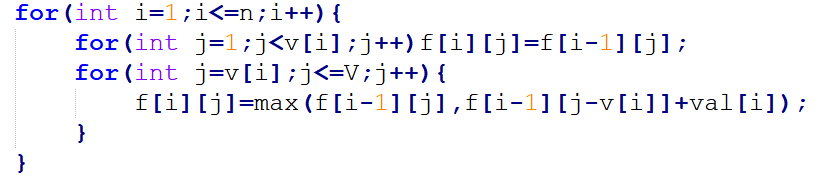 for(int i=1;i<=n;i++){
    for(int j=1;j<v[i];j++)f[i][j]=f[i-1][j];
    for(int j=v[i];j<=V;j++){
        f[i][j]=max(f[i-1][j],f[i-1][j-v[i]]+val[i]);
    }
}